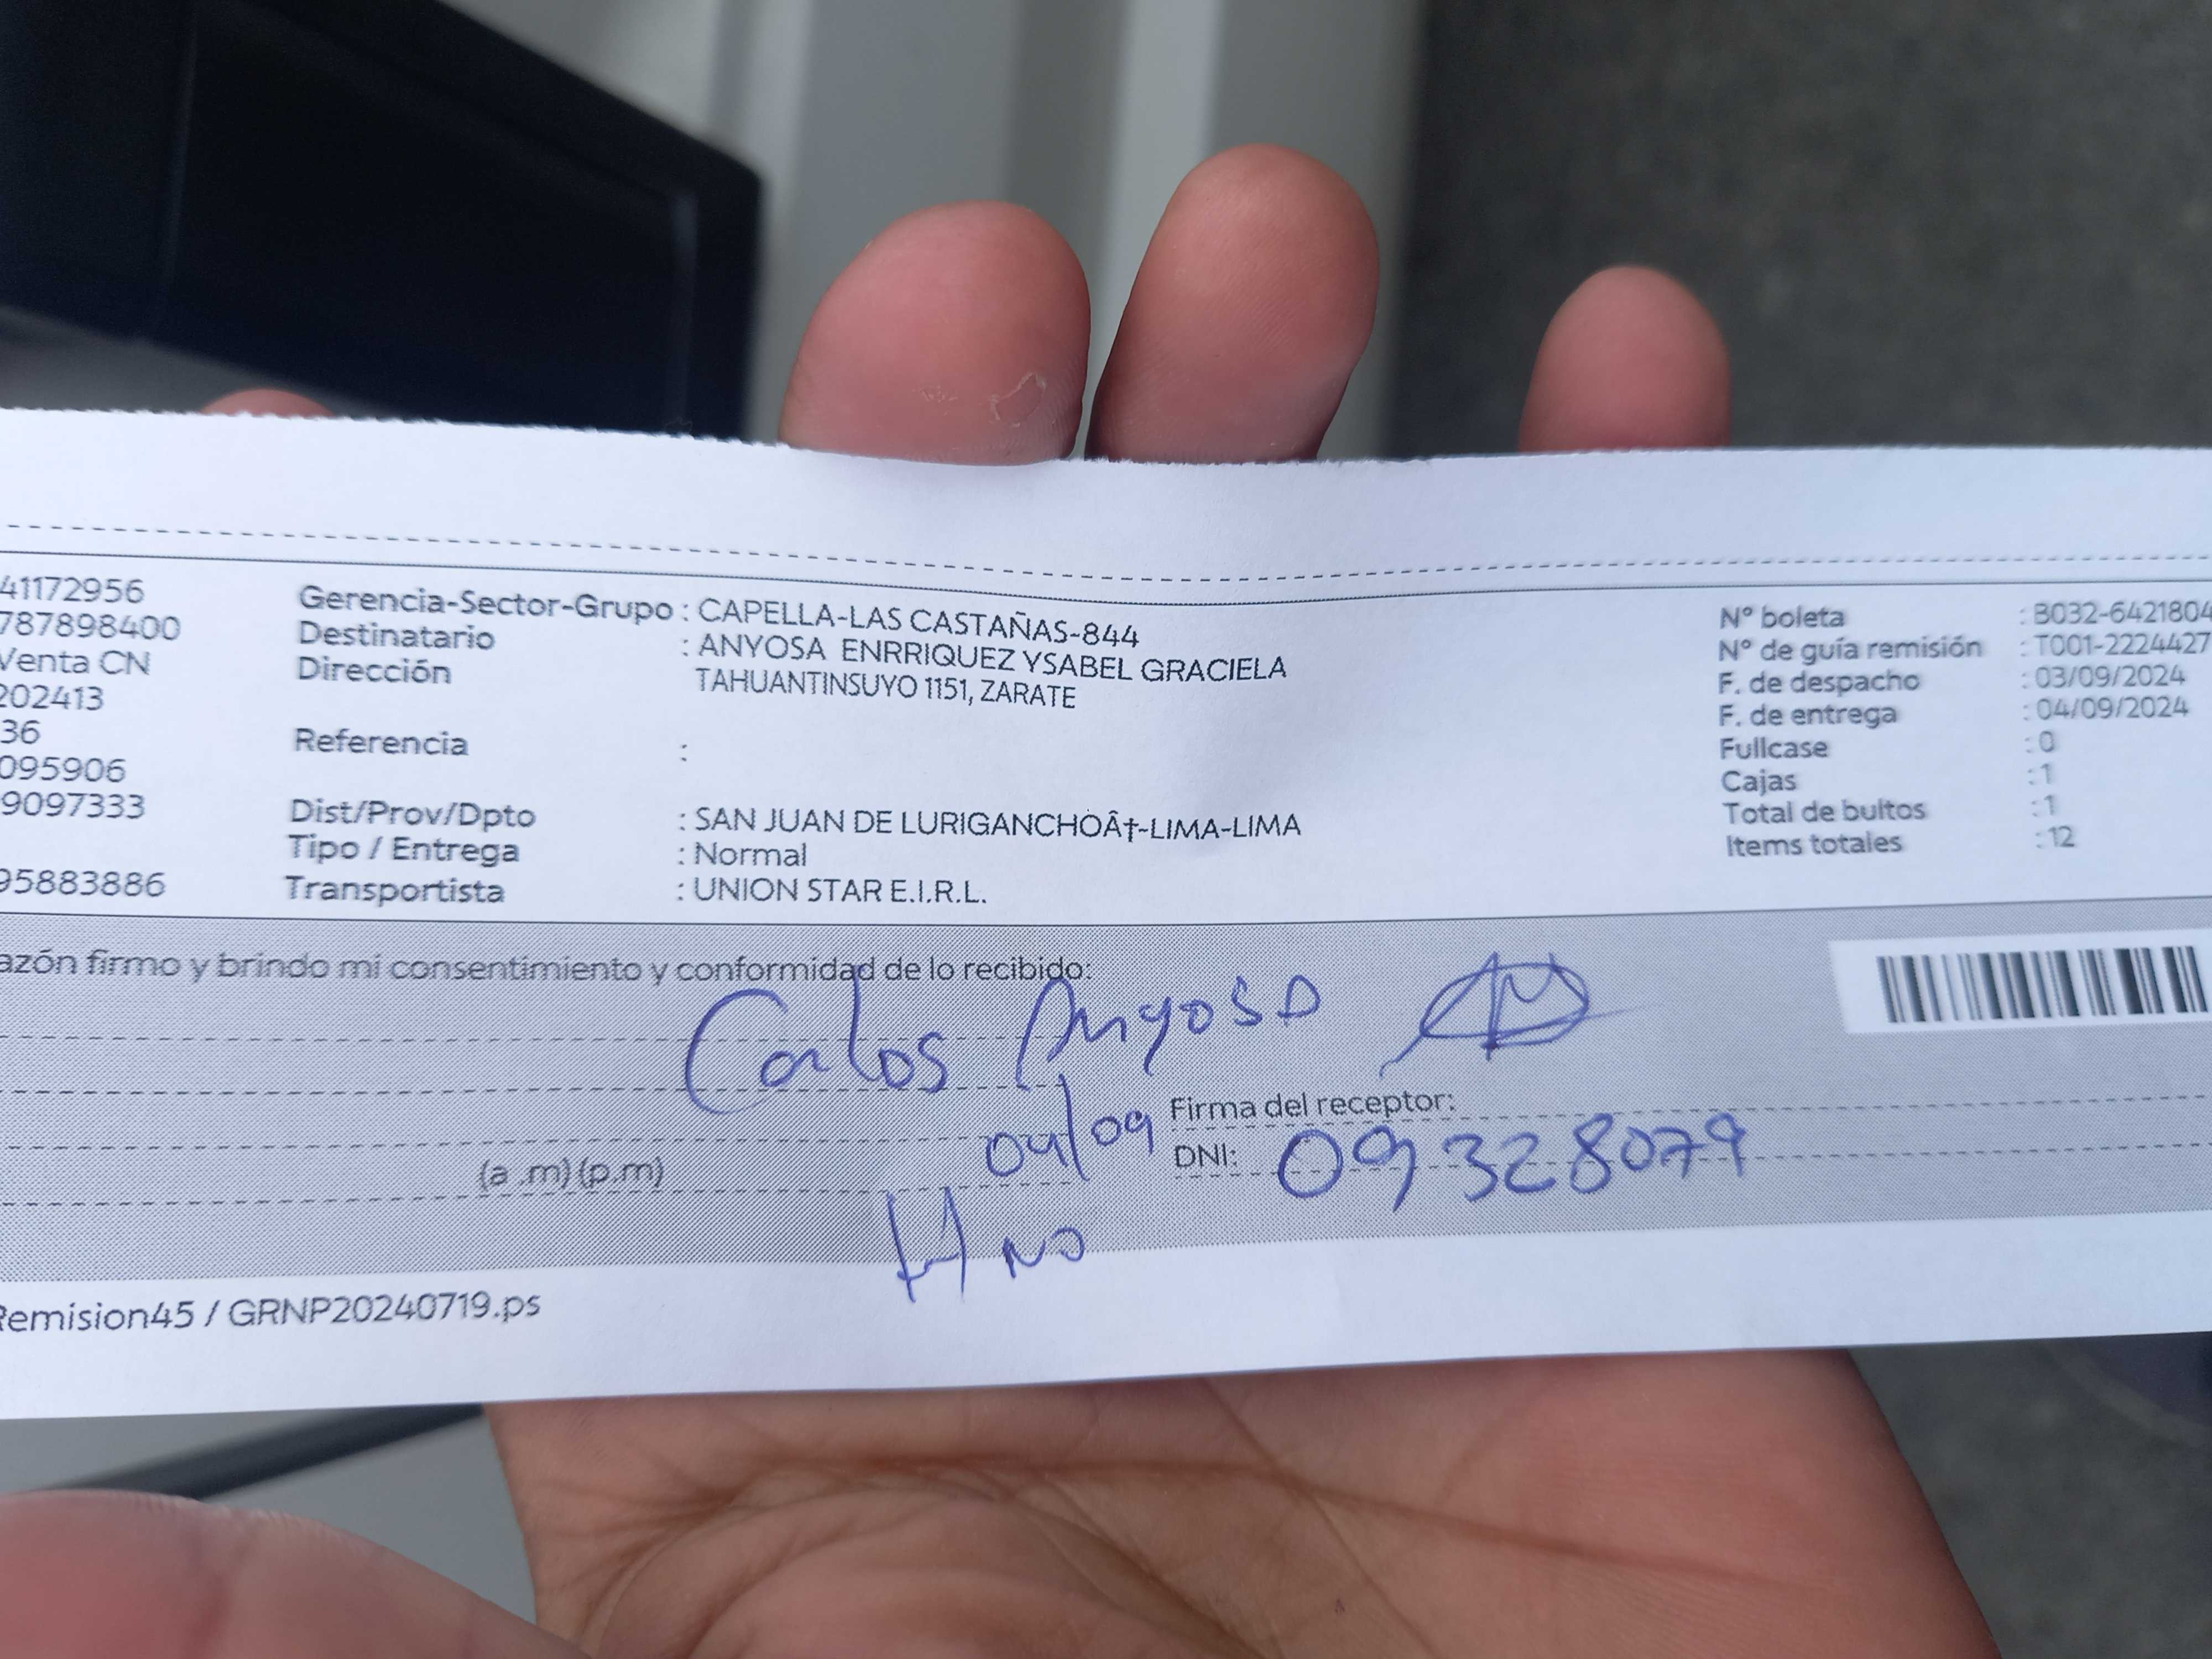 41172956
787898400
Venta CN
202413
36
095906
9097333
95883886
Gerencia-Sector-Grupo : CAPELLA-LAS CASTAÑAS-844
Destinatario : ANYOSA ENRRIQUEZ YSABEL GRACIELA
Dirección TAHUANTINSUYO 1151, ZARATE
Referencia :
Dist/Prov/Dpto : SAN JUAN DE LURIGANCHOÂ†-LIMA-LIMA
Tipo / Entrega : Normal
Transportista : UNION STAR E.I.R.L.
N° boleta : B032-6421804
N° de guía remisión : T001-2224427
F. de despacho : 03/09/2024
F. de entrega : 04/09/2024
Fullcase : 0
Cajas : 1
Total de bultos : 1
Items totales : 12
azón firmo y brindo mi consentimiento y conformidad de lo recibido:
Carlos Anyosa
04/09
Firma del receptor:
(a .m) (p.m)
DNI: 09328079
HNO
Remision45 / GRNP20240719.ps